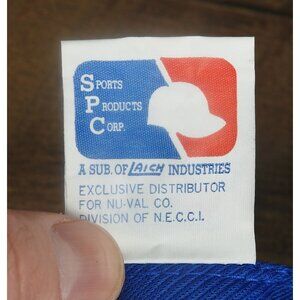 SPORTS
PRODUCTS
CORP.
A SUB. OF LAICH INDUSTRIES
EXCLUSIVE DISTRIBUTOR
FOR NU-VAL CO.
DIVISION OF N.E.C.C.I.